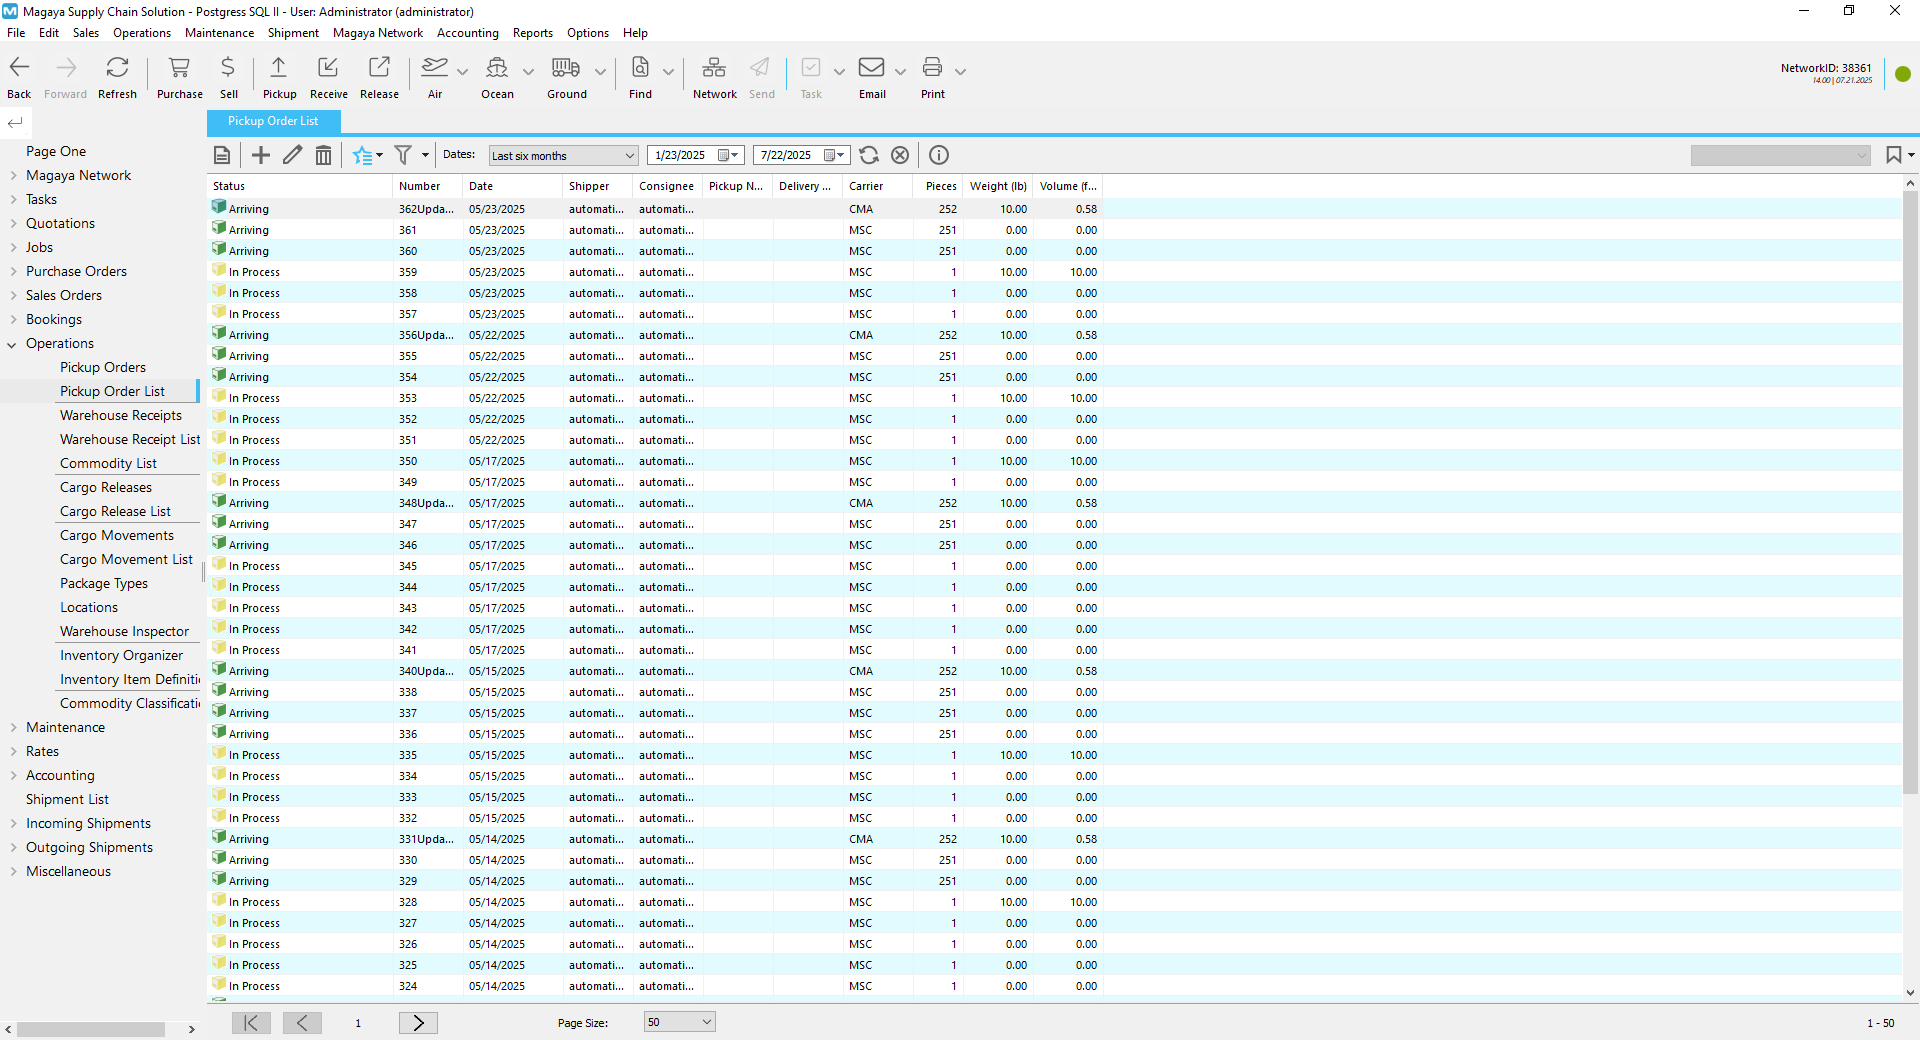 Magaya Supply Chain Solution - Postgress SQL II - User: Administrator (administrator)
File Edit Sales Operations Maintenance Shipment Magaya Network Accounting Reports Options Help
Back Forward Refresh Purchase Sell Pickup Receive Release Air Ocean Ground Find Network Send Task Email Print
NetworkID: 38361
14.00 | 07.21.2025
Pickup Order List
Dates: Last six months 1/23/2025 7/22/2025
Page One
Magaya Network
Tasks
Quotations
Jobs
Purchase Orders
Sales Orders
Bookings
Operations
Pickup Orders
Pickup Order List
Warehouse Receipts
Warehouse Receipt List
Commodity List
Cargo Releases
Cargo Release List
Cargo Movements
Cargo Movement List
Package Types
Locations
Warehouse Inspector
Inventory Organizer
Inventory Item Definiti
Commodity Classificati
Maintenance
Rates
Accounting
Shipment List
Incoming Shipments
Outgoing Shipments
Miscellaneous
Status Number Date Shipper Consignee Pickup N... Delivery ... Carrier Pieces Weight (lb) Volume (f...
Arriving 362Upda... 05/23/2025 automati... automati... CMA 252 10.00 0.58
Arriving 361 05/23/2025 automati... automati... MSC 251 0.00 0.00
Arriving 360 05/23/2025 automati... automati... MSC 251 0.00 0.00
In Process 359 05/23/2025 automati... automati... MSC 1 10.00 10.00
In Process 358 05/23/2025 automati... automati... MSC 1 0.00 0.00
In Process 357 05/23/2025 automati... automati... MSC 1 0.00 0.00
Arriving 356Upda... 05/22/2025 automati... automati... CMA 252 10.00 0.58
Arriving 355 05/22/2025 automati... automati... MSC 251 0.00 0.00
Arriving 354 05/22/2025 automati... automati... MSC 251 0.00 0.00
In Process 353 05/22/2025 automati... automati... MSC 1 10.00 10.00
In Process 352 05/22/2025 automati... automati... MSC 1 0.00 0.00
In Process 351 05/22/2025 automati... automati... MSC 1 0.00 0.00
In Process 350 05/17/2025 automati... automati... MSC 1 10.00 10.00
In Process 349 05/17/2025 automati... automati... MSC 1 0.00 0.00
Arriving 348Upda... 05/17/2025 automati... automati... CMA 252 10.00 0.58
Arriving 347 05/17/2025 automati... automati... MSC 251 0.00 0.00
Arriving 346 05/17/2025 automati... automati... MSC 251 0.00 0.00
In Process 345 05/17/2025 automati... automati... MSC 1 0.00 0.00
In Process 344 05/17/2025 automati... automati... MSC 1 0.00 0.00
In Process 343 05/17/2025 automati... automati... MSC 1 0.00 0.00
In Process 342 05/17/2025 automati... automati... MSC 1 0.00 0.00
In Process 341 05/17/2025 automati... automati... MSC 1 0.00 0.00
Arriving 340Upda... 05/15/2025 automati... automati... CMA 252 10.00 0.58
Arriving 338 05/15/2025 automati... automati... MSC 251 0.00 0.00
Arriving 337 05/15/2025 automati... automati... MSC 251 0.00 0.00
Arriving 336 05/15/2025 automati... automati... MSC 251 0.00 0.00
In Process 335 05/15/2025 automati... automati... MSC 1 10.00 10.00
In Process 334 05/15/2025 automati... automati... MSC 1 0.00 0.00
In Process 333 05/15/2025 automati... automati... MSC 1 0.00 0.00
In Process 332 05/15/2025 automati... automati... MSC 1 0.00 0.00
Arriving 331Upda... 05/14/2025 automati... automati... CMA 252 10.00 0.58
Arriving 330 05/14/2025 automati... automati... MSC 251 0.00 0.00
Arriving 329 05/14/2025 automati... automati... MSC 251 0.00 0.00
In Process 328 05/14/2025 automati... automati... MSC 1 10.00 10.00
In Process 327 05/14/2025 automati... automati... MSC 1 0.00 0.00
In Process 326 05/14/2025 automati... automati... MSC 1 0.00 0.00
In Process 325 05/14/2025 automati... automati... MSC 1 0.00 0.00
In Process 324 05/14/2025 automati... automati... MSC 1 0.00 0.00
1 Page Size: 50 1 - 50